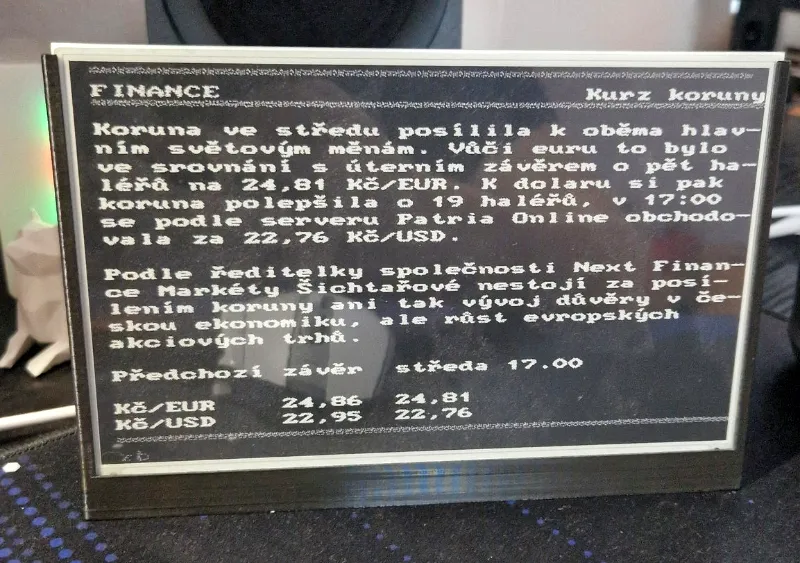 FINANCE Kurz koruny
Koruna ve středu posílila k oběma hlav-
ním světovým měnám. Vůči euru to bylo
ve srovnání s úterním závěrem o pět ha-
léřů na 24,81 Kč/EUR. K dolaru si pak
koruna polepšila o 19 haléřů, v 17:00
se podle serveru Patria Online obchodo-
vala za 22,76 Kč/USD.
Podle ředitelky společnosti Next Finan-
ce Markéty Šichtařové nestojí za posí-
lením koruny ani tak vývoj důvěry v če-
skou ekonomiku, ale růst evropských
akciových trhů.
Předchozí závěr středa 17.00
Kč/EUR 24,86 24,81
Kč/USD 22,95 22,76